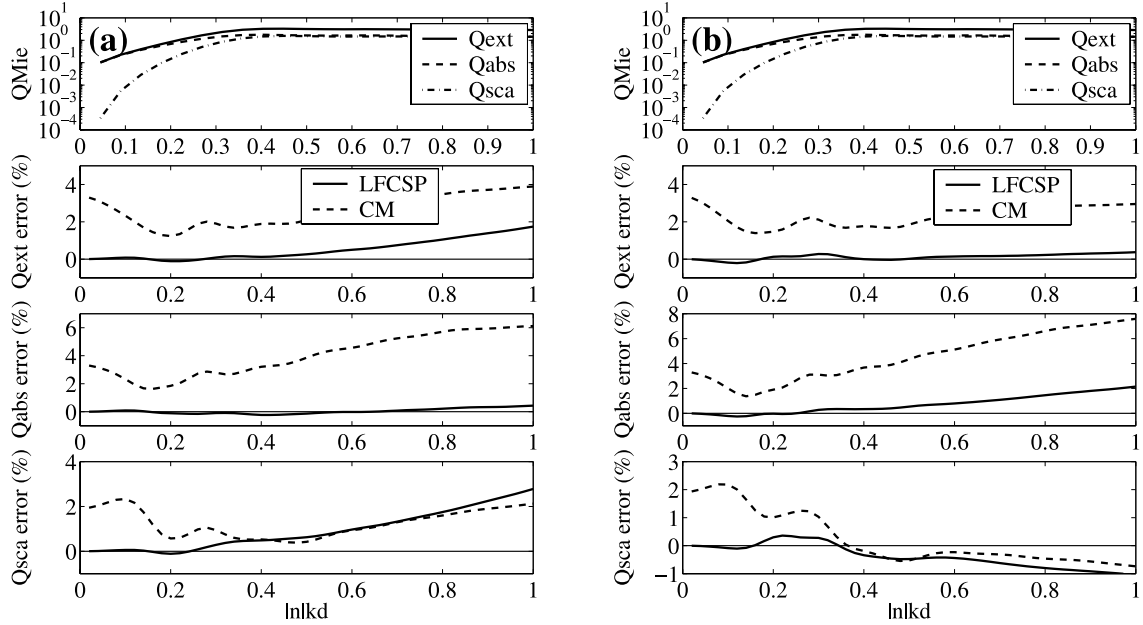 (a)
QMie
10^1
10^0
10^-1
10^-2
10^-3
10^-4
Qext
Qabs
Qsca
0 0.1 0.2 0.3 0.4 0.5 0.6 0.7 0.8 0.9 1
Qext error (%)
4
2
0
LFCSP
CM
0 0.2 0.4 0.6 0.8 1
Qabs error (%)
6
4
2
0
0 0.2 0.4 0.6 0.8 1
Qsca error (%)
4
2
0
0 0.2 0.4 0.6 0.8 1
|n|kd
(b)
QMie
10^1
10^0
10^-1
10^-2
10^-3
10^-4
Qext
Qabs
Qsca
0 0.1 0.2 0.3 0.4 0.5 0.6 0.7 0.8 0.9 1
Qext error (%)
4
2
0
LFCSP
CM
0 0.2 0.4 0.6 0.8 1
Qabs error (%)
8
6
4
2
0
0 0.2 0.4 0.6 0.8 1
Qsca error (%)
3
2
1
0
−1
0 0.2 0.4 0.6 0.8 1
|n|kd